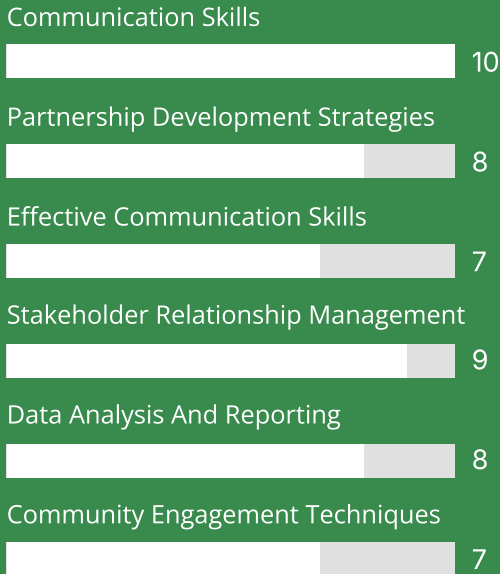 Communication Skills
10
Partnership Development Strategies
8
Effective Communication Skills
7
Stakeholder Relationship Management
9
Data Analysis And Reporting
8
Community Engagement Techniques
7